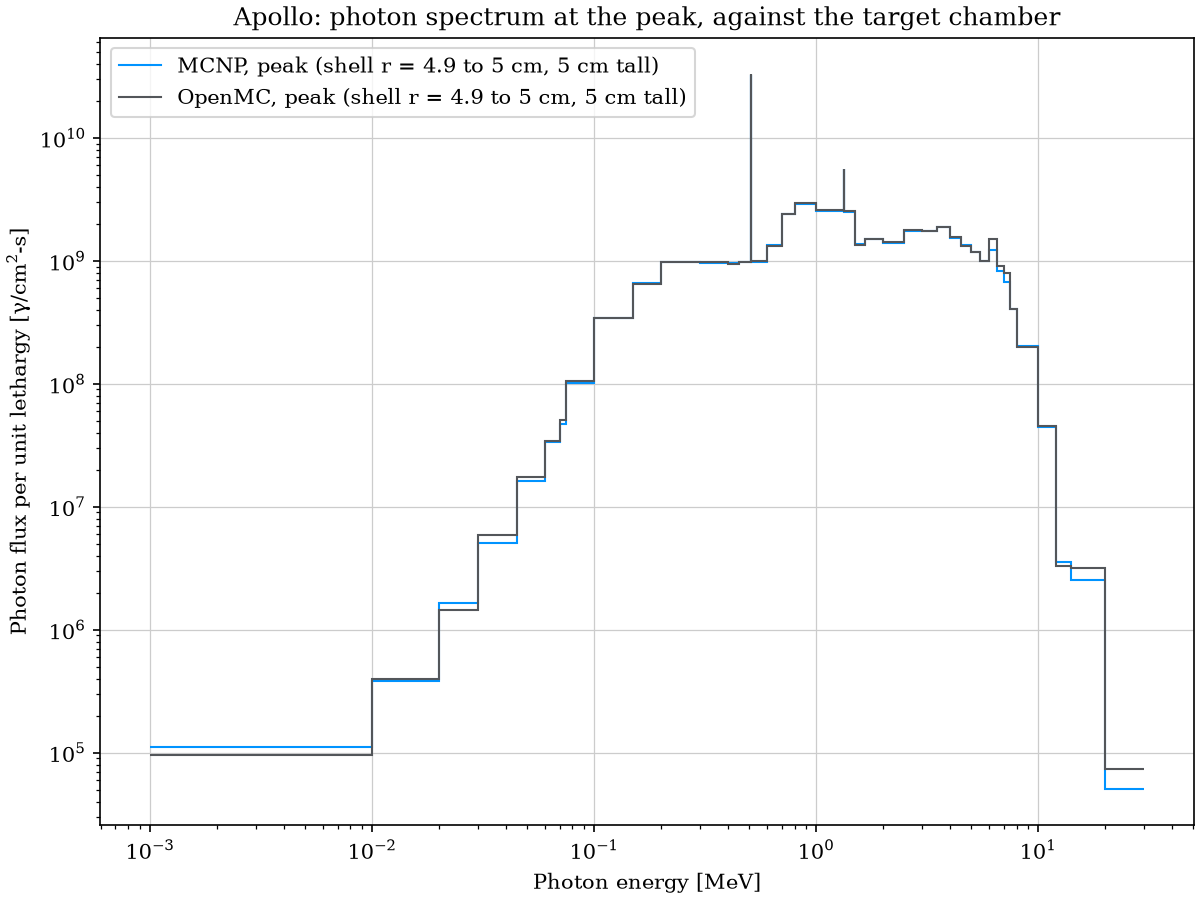 Apollo: photon spectrum at the peak, against the target chamber
MCNP, peak (shell r = 4.9 to 5 cm, 5 cm tall)
OpenMC, peak (shell r = 4.9 to 5 cm, 5 cm tall)
Photon flux per unit lethargy [γ/cm²-s]
10¹⁰
10⁹
10⁸
10⁷
10⁶
10⁵
10⁻³ 10⁻² 10⁻¹ 10⁰ 10¹
Photon energy [MeV]